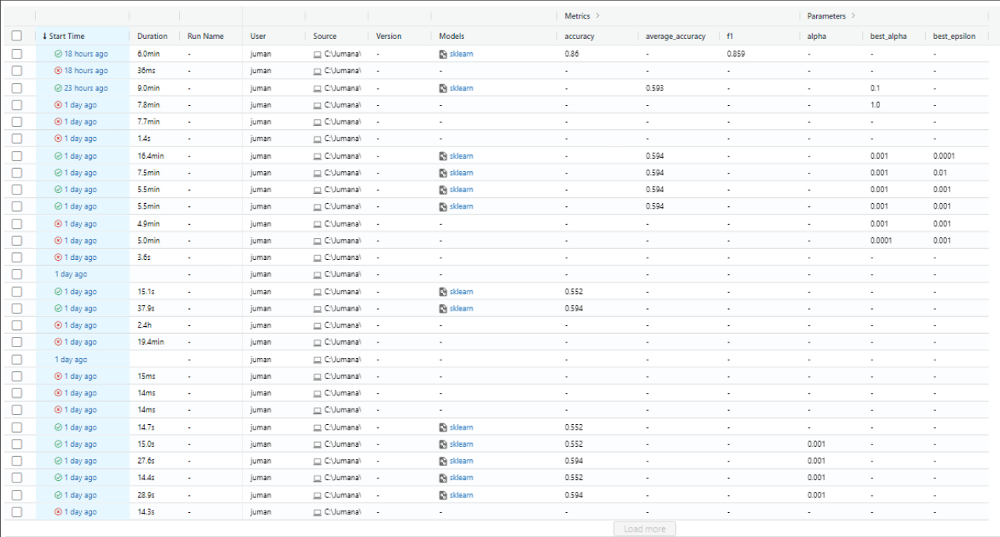 Metrics > Parameters >
↓ Start Time Duration Run Name User Source Version Models accuracy average_accuracy f1 alpha best_alpha best_epsilon
18 hours ago 6.0min - juman C:\Jumana\ - sklearn 0.86 - 0.859 - - -
18 hours ago 36ms - juman C:\Jumana\ - - - - - - - -
23 hours ago 9.0min - juman C:\Jumana\ - sklearn - 0.593 - - 0.1 -
1 day ago 7.8min - juman C:\Jumana\ - - - - - - 1.0 -
1 day ago 7.7min - juman C:\Jumana\ - - - - - - - -
1 day ago 1.4s - juman C:\Jumana\ - - - - - - - -
1 day ago 16.4min - juman C:\Jumana\ - sklearn - 0.594 - - 0.001 0.0001
1 day ago 7.5min - juman C:\Jumana\ - sklearn - 0.594 - - 0.001 0.01
1 day ago 5.5min - juman C:\Jumana\ - sklearn - 0.594 - - 0.001 0.001
1 day ago 5.5min - juman C:\Jumana\ - sklearn - 0.594 - - 0.001 0.001
1 day ago 4.9min - juman C:\Jumana\ - - - - - - 0.001 0.001
1 day ago 5.0min - juman C:\Jumana\ - - - - - - 0.0001 0.001
1 day ago 3.6s - juman C:\Jumana\ - - - - - - - -
1 day ago - juman C:\Jumana\ - - - - - - - -
1 day ago 15.1s - juman C:\Jumana\ - sklearn 0.552 - - - - -
1 day ago 37.9s - juman C:\Jumana\ - sklearn 0.594 - - - - -
1 day ago 2.4h - juman C:\Jumana\ - - - - - - - -
1 day ago 19.4min - juman C:\Jumana\ - - - - - - - -
1 day ago - juman C:\Jumana\ - - - - - - - -
1 day ago 15ms - juman C:\Jumana\ - - - - - - - -
1 day ago 14ms - juman C:\Jumana\ - - - - - - - -
1 day ago 14ms - juman C:\Jumana\ - - - - - - - -
1 day ago 14.7s - juman C:\Jumana\ - sklearn 0.552 - - - - -
1 day ago 15.0s - juman C:\Jumana\ - sklearn 0.552 - - 0.001 - -
1 day ago 27.6s - juman C:\Jumana\ - sklearn 0.594 - - 0.001 - -
1 day ago 14.4s - juman C:\Jumana\ - sklearn 0.552 - - 0.001 - -
1 day ago 28.9s - juman C:\Jumana\ - sklearn 0.594 - - 0.001 - -
1 day ago 14.3s - juman C:\Jumana\ - - - - - - - -
Load more